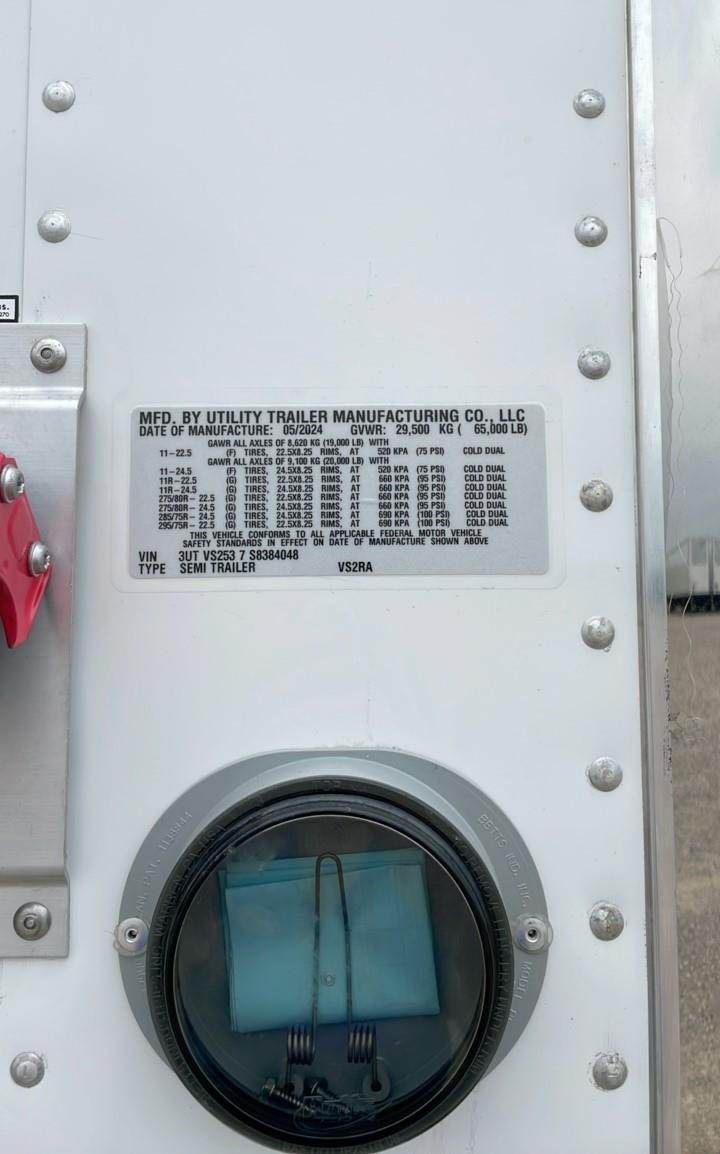 s.
270
MFD. BY UTILITY TRAILER MANUFACTURING CO., LLC
DATE OF MANUFACTURE: 05/2024 GVWR: 29,500 KG ( 65,000 LB)
GAWR ALL AXLES OF 8,620 KG (19,000 LB) WITH
11-22.5 (F) TIRES, 22.5X8.25 RIMS, AT 520 KPA (75 PSI) COLD DUAL
GAWR ALL AXLES OF 9,100 KG (20,000 LB) WITH
11-24.5 (F) TIRES, 24.5X8.25 RIMS, AT 520 KPA (75 PSI) COLD DUAL
11R-22.5 (G) TIRES, 22.5X8.25 RIMS, AT 660 KPA (95 PSI) COLD DUAL
11R-24.5 (G) TIRES, 24.5X8.25 RIMS, AT 660 KPA (95 PSI) COLD DUAL
275/80R- 22.5 (G) TIRES, 22.5X8.25 RIMS, AT 660 KPA (95 PSI) COLD DUAL
275/80R- 24.5 (G) TIRES, 24.5X8.25 RIMS, AT 660 KPA (95 PSI) COLD DUAL
285/75R- 24.5 (G) TIRES, 24.5X8.25 RIMS, AT 690 KPA (100 PSI) COLD DUAL
295/75R- 22.5 (G) TIRES, 22.5X8.25 RIMS, AT 690 KPA (100 PSI) COLD DUAL
THIS VEHICLE CONFORMS TO ALL APPLICABLE FEDERAL MOTOR VEHICLE
SAFETY STANDARDS IN EFFECT ON DATE OF MANUFACTURE SHOWN ABOVE
VIN 3UT VS253 7 S8384048
TYPE SEMI TRAILER VS2RA
BETTS IND. INC.
MODEL